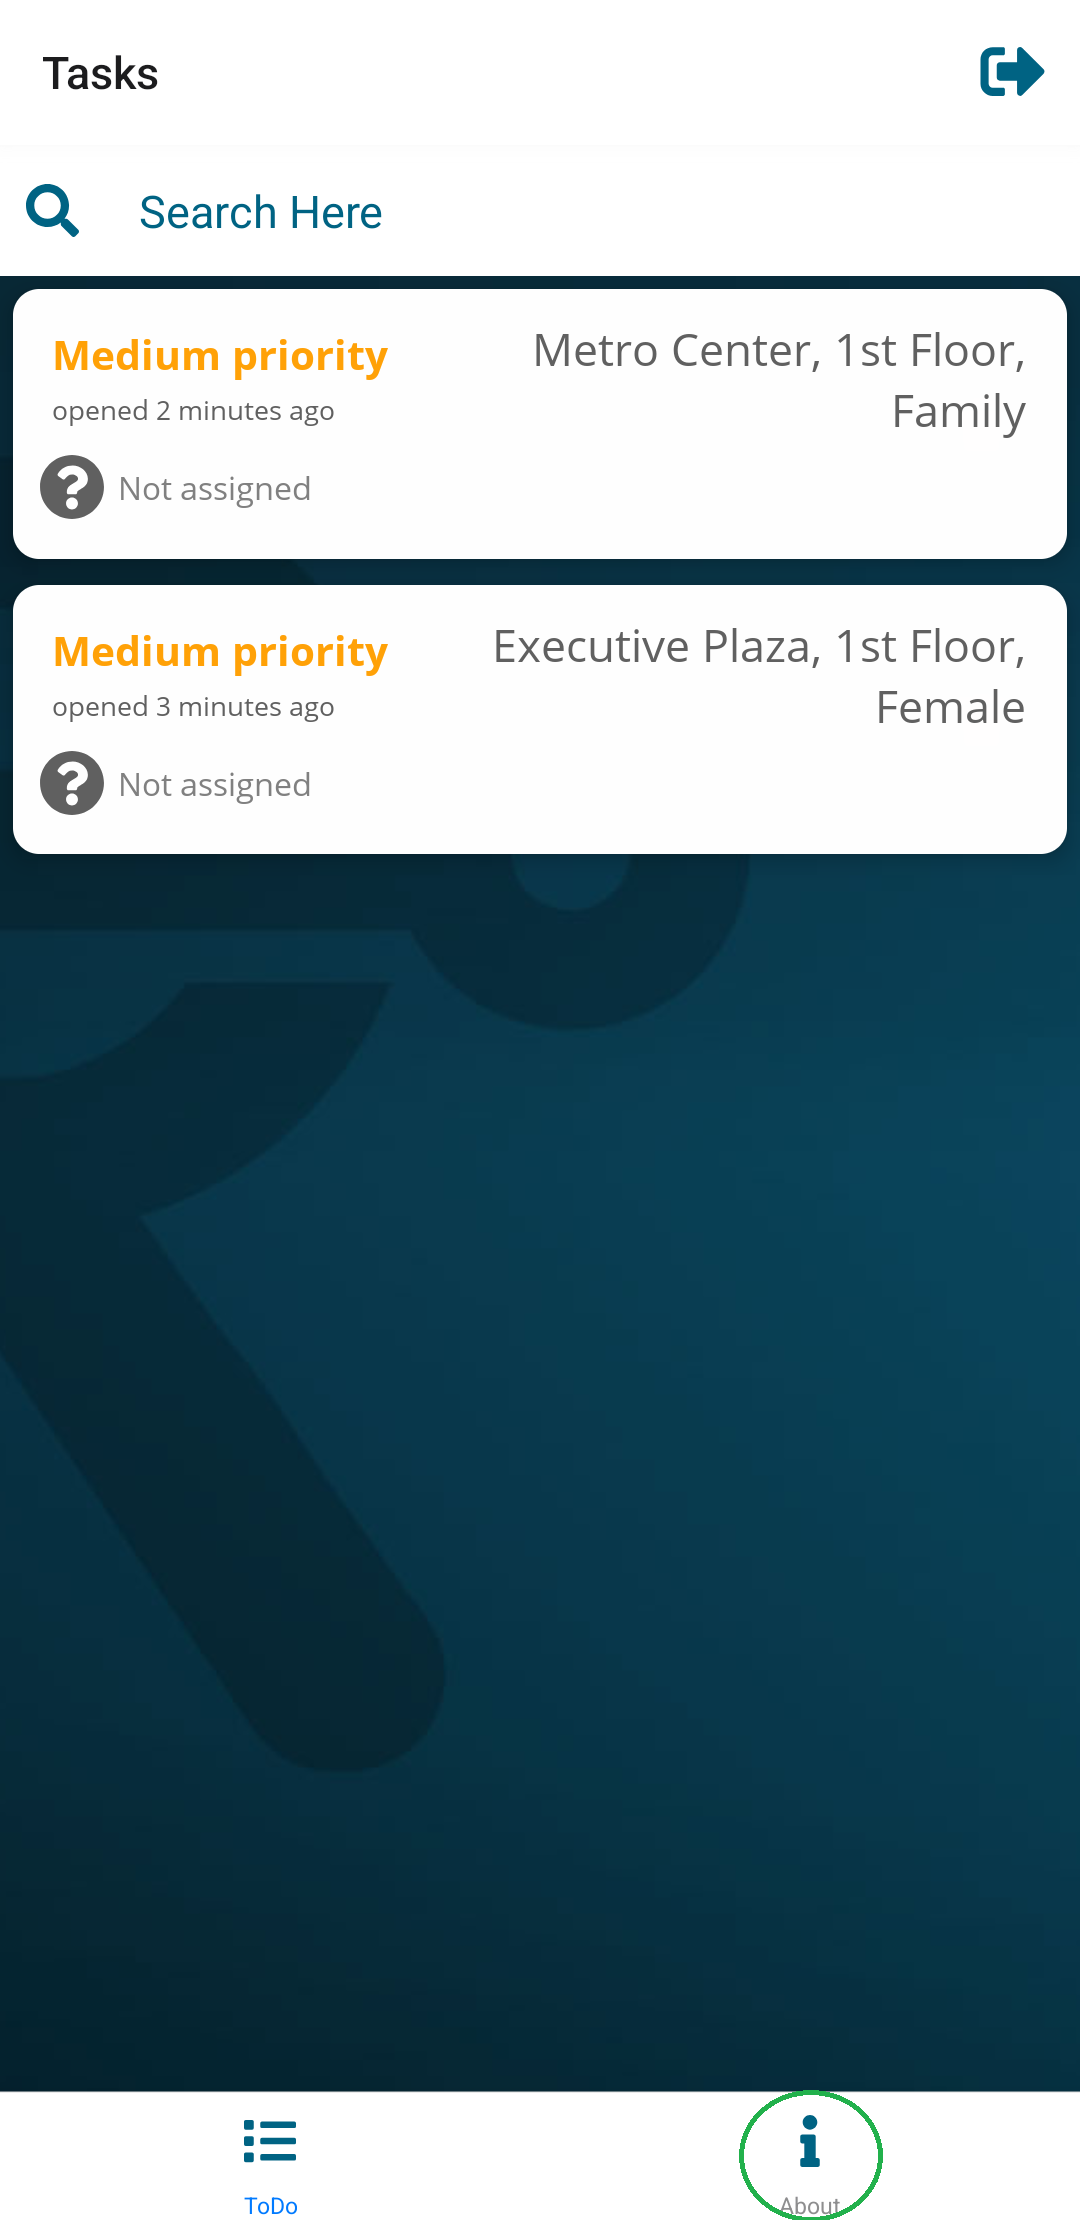 Tasks
Search Here
Medium priority
Metro Center, 1st Floor,
Family
opened 2 minutes ago
Not assigned
Medium priority
Executive Plaza, 1st Floor,
Female
opened 3 minutes ago
Not assigned
ToDo
About